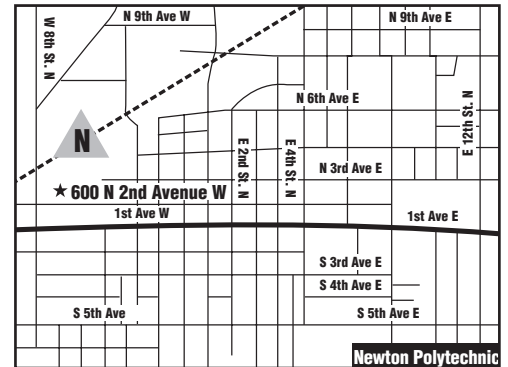 N 9th Ave W
N 9th Ave E
W 8th St. N
N 6th Ave E
E 12th St. N
N
E 2nd St. N
E 4th St. N
N 3rd Ave E
★ 600 N 2nd Avenue W
1st Ave W
1st Ave E
S 3rd Ave E
S 4th Ave E
S 5th Ave
S 5th Ave E
Newton Polytechnic